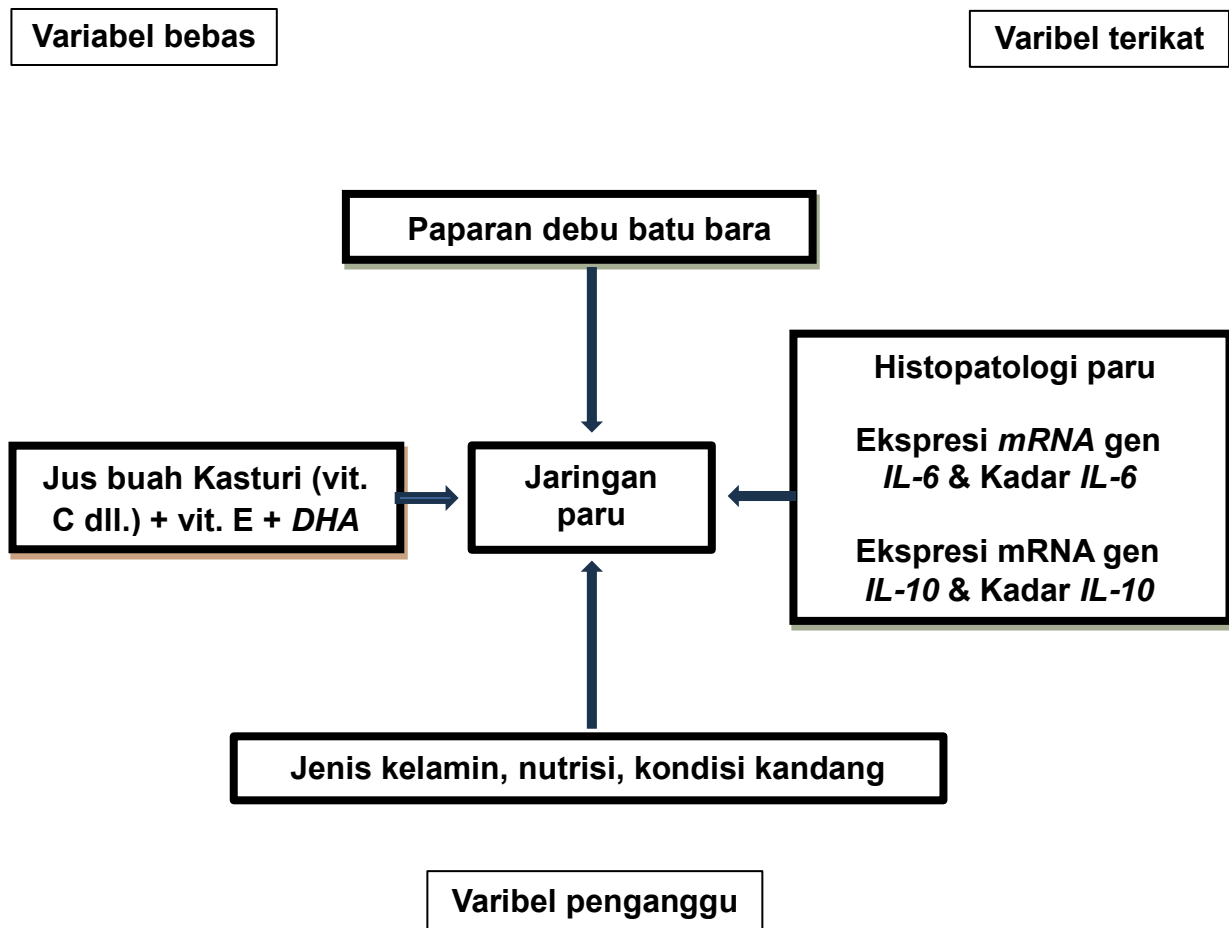 Variabel bebas
Varibel terikat
Paparan debu batu bara
Histopatologi paru
Ekspresi mRNA gen
IL-6 & Kadar IL-6
Ekspresi mRNA gen
IL-10 & Kadar IL-10
Jus buah Kasturi (vit.
C dll.) + vit. E + DHA
Jaringan
paru
Jenis kelamin, nutrisi, kondisi kandang
Varibel penganggu